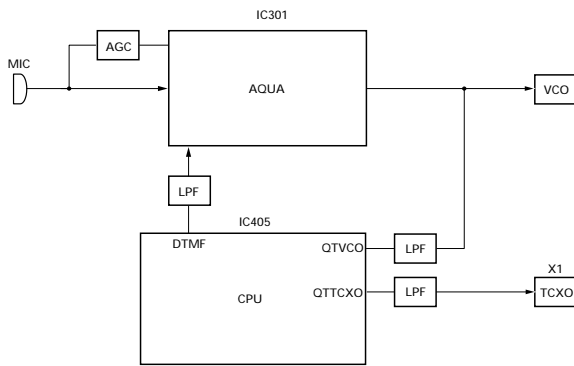 IC301
AGC
MIC
AQUA
VCO
LPF
IC405
DTMF
QTVCO
LPF
X1
CPU
QTTCXO
LPF
TCXO